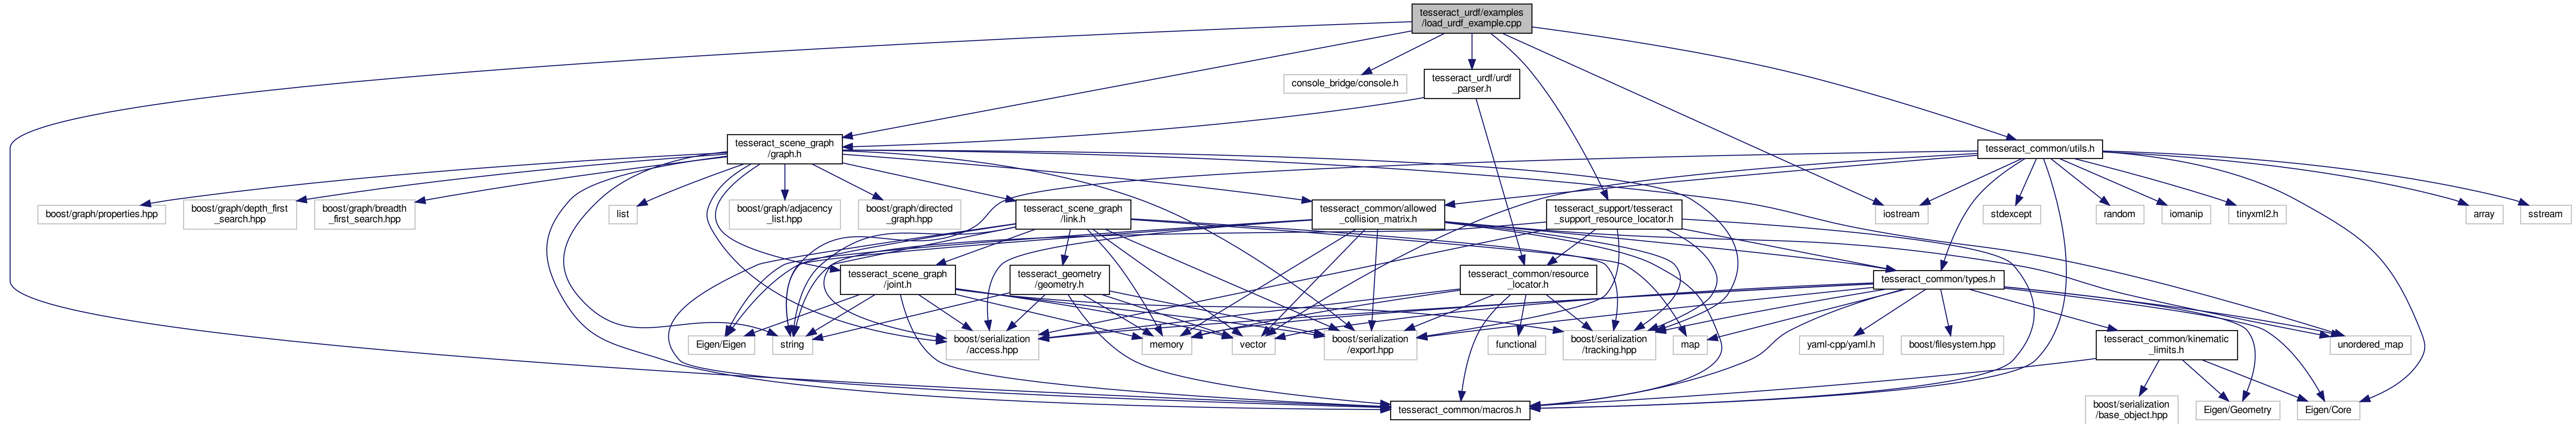 tesseract_urdf/examples
/load_urdf_example.cpp
console_bridge/console.h
tesseract_urdf/urdf
_parser.h
tesseract_scene_graph
/graph.h
tesseract_common/utils.h
boost/graph/properties.hpp
boost/graph/depth_first
_search.hpp
boost/graph/breadth
_first_search.hpp
list
boost/graph/adjacency
_list.hpp
boost/graph/directed
_graph.hpp
tesseract_scene_graph
/link.h
tesseract_common/allowed
_collision_matrix.h
tesseract_support/tesseract
_support_resource_locator.h
iostream
stdexcept
random
iomanip
tinyxml2.h
array
sstream
tesseract_scene_graph
/joint.h
tesseract_geometry
/geometry.h
tesseract_common/resource
_locator.h
tesseract_common/types.h
Eigen/Eigen
string
boost/serialization
/access.hpp
memory
vector
boost/serialization
/export.hpp
functional
boost/serialization
/tracking.hpp
map
yaml-cpp/yaml.h
boost/filesystem.hpp
tesseract_common/kinematic
_limits.h
unordered_map
tesseract_common/macros.h
boost/serialization
/base_object.hpp
Eigen/Geometry
Eigen/Core